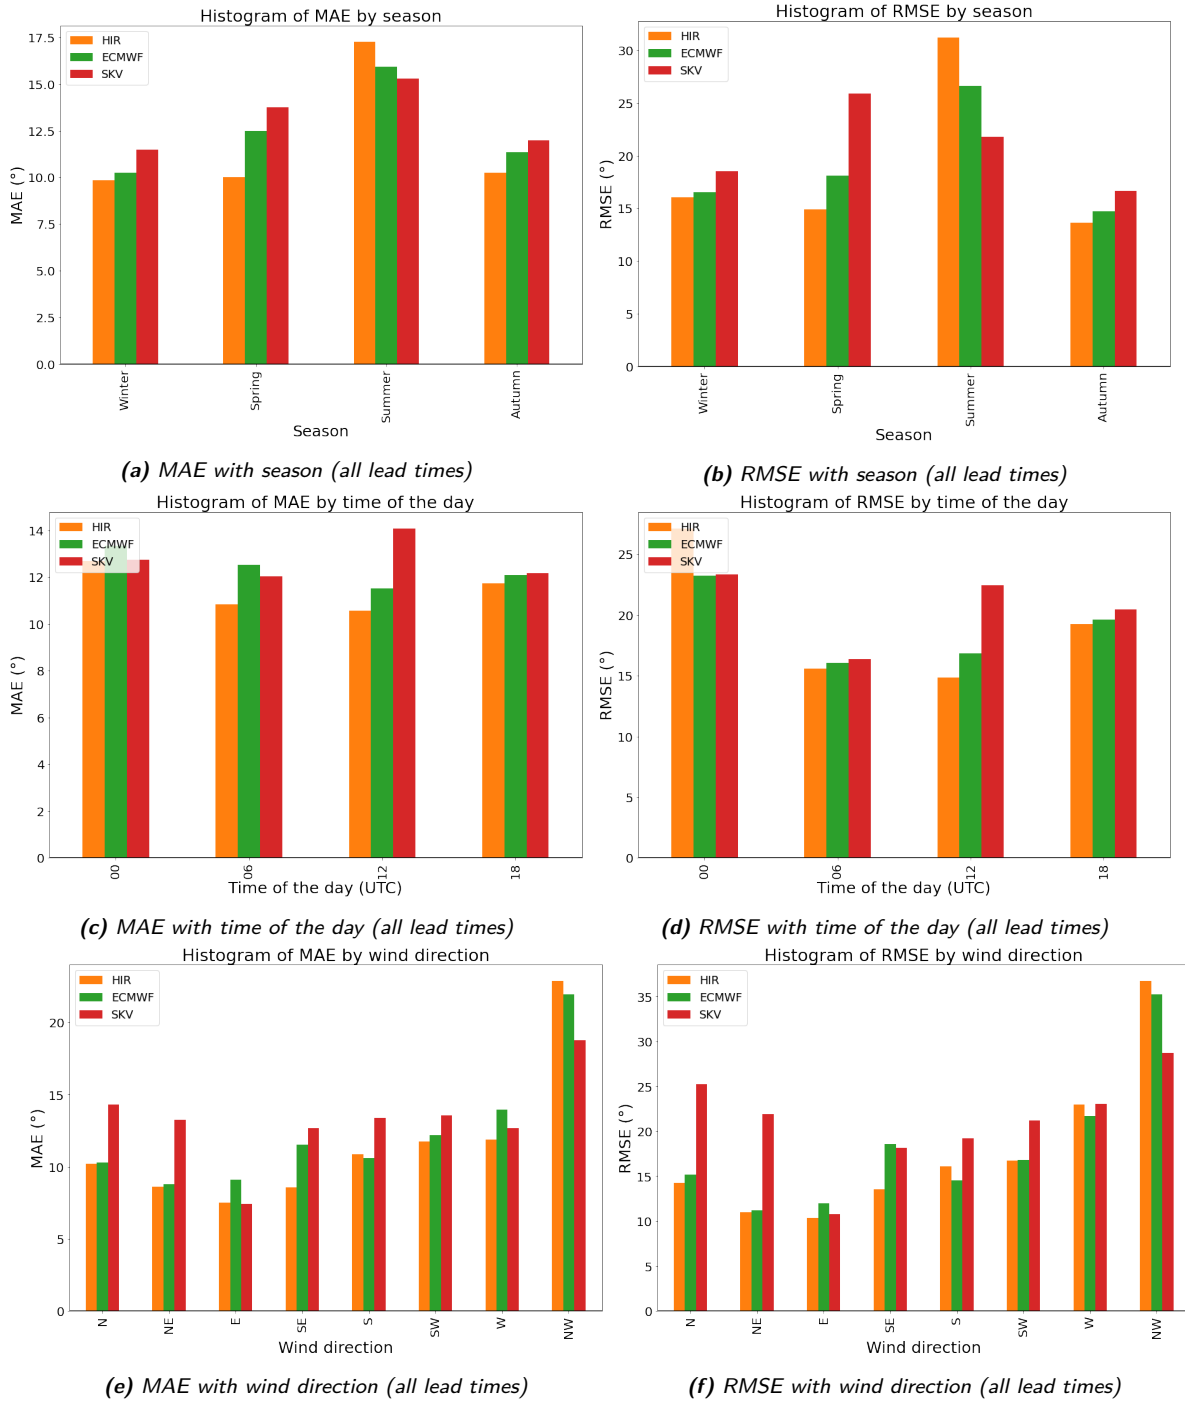 Histogram of MAE by season
HIR
ECMWF
SKV
17.5
15.0
12.5
10.0
7.5
5.0
2.5
0.0
MAE (°)
Winter
Spring
Summer
Autumn
Season
(a) MAE with season (all lead times)
Histogram of RMSE by season
HIR
ECMWF
SKV
30
25
20
15
10
5
0
RMSE (°)
Winter
Spring
Summer
Autumn
Season
(b) RMSE with season (all lead times)
Histogram of MAE by time of the day
HIR
ECMWF
SKV
14
12
10
8
6
4
2
0
MAE (°)
00
06
12
18
Time of the day (UTC)
(c) MAE with time of the day (all lead times)
Histogram of RMSE by time of the day
HIR
ECMWF
SKV
25
20
15
10
5
0
RMSE (°)
00
06
12
18
Time of the day (UTC)
(d) RMSE with time of the day (all lead times)
Histogram of MAE by wind direction
HIR
ECMWF
SKV
20
15
10
5
0
MAE (°)
N
NE
E
SE
S
SW
W
NW
Wind direction
(e) MAE with wind direction (all lead times)
Histogram of RMSE by wind direction
HIR
ECMWF
SKV
35
30
25
20
15
10
5
0
RMSE (°)
N
NE
E
SE
S
SW
W
NW
Wind direction
(f) RMSE with wind direction (all lead times)